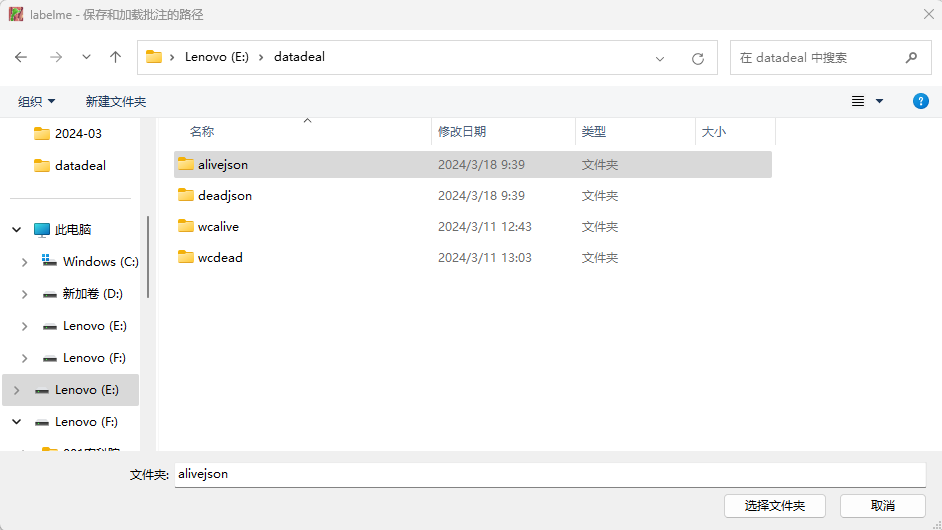 labelme - 保存和加载批注的路径
Lenovo (E:) datadeal
在 datadeal 中搜索
组织 新建文件夹
2024-03
datadeal
此电脑
Windows (C:)
新加卷 (D:)
Lenovo (E:)
Lenovo (F:)
Lenovo (E:)
Lenovo (F:)
名称 修改日期 类型 大小
alivejson 2024/3/18 9:39 文件夹
deadjson 2024/3/18 9:39 文件夹
wcalive 2024/3/11 12:43 文件夹
wcdead 2024/3/11 13:03 文件夹
文件夹: alivejson
选择文件夹 取消